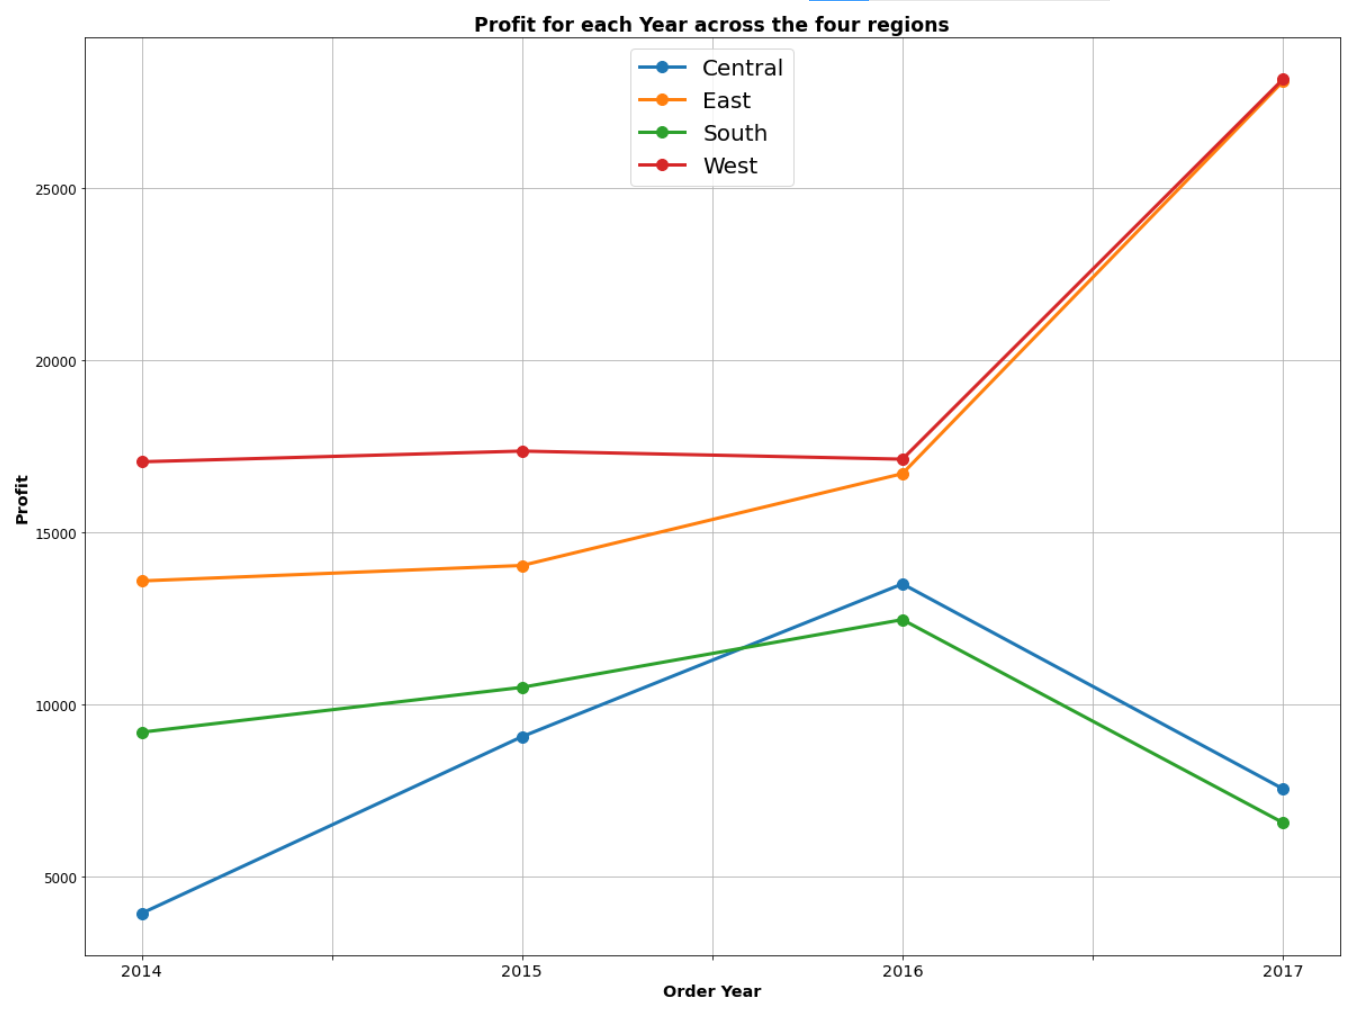 Profit for each Year across the four regions
Central
East
South
West
25000
20000
15000
10000
5000
Profit
2014
2015
2016
2017
Order Year